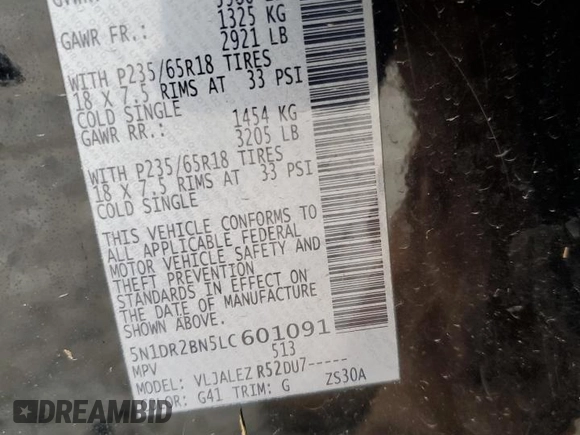 1325 KG
GAWR FR.: 2921 LB
WITH P235/65R18 TIRES
18 X 7.5 RIMS AT 33 PSI
COLD SINGLE
1454 KG
GAWR RR.: 3205 LB
WITH P235/65R18 TIRES
18 X 7.5 RIMS AT 33 PSI
COLD SINGLE
THIS VEHICLE CONFORMS TO
ALL APPLICABLE FEDERAL
MOTOR VEHICLE SAFETY AND
THEFT PREVENTION
STANDARDS IN EFFECT ON
THE DATE OF MANUFACTURE
SHOWN ABOVE.
5N1DR2BN5LC601091
MPV 513
MODEL: VLJALEZ R52DU7-----
OR: G41 TRIM: G ZS30A
DREAMBID